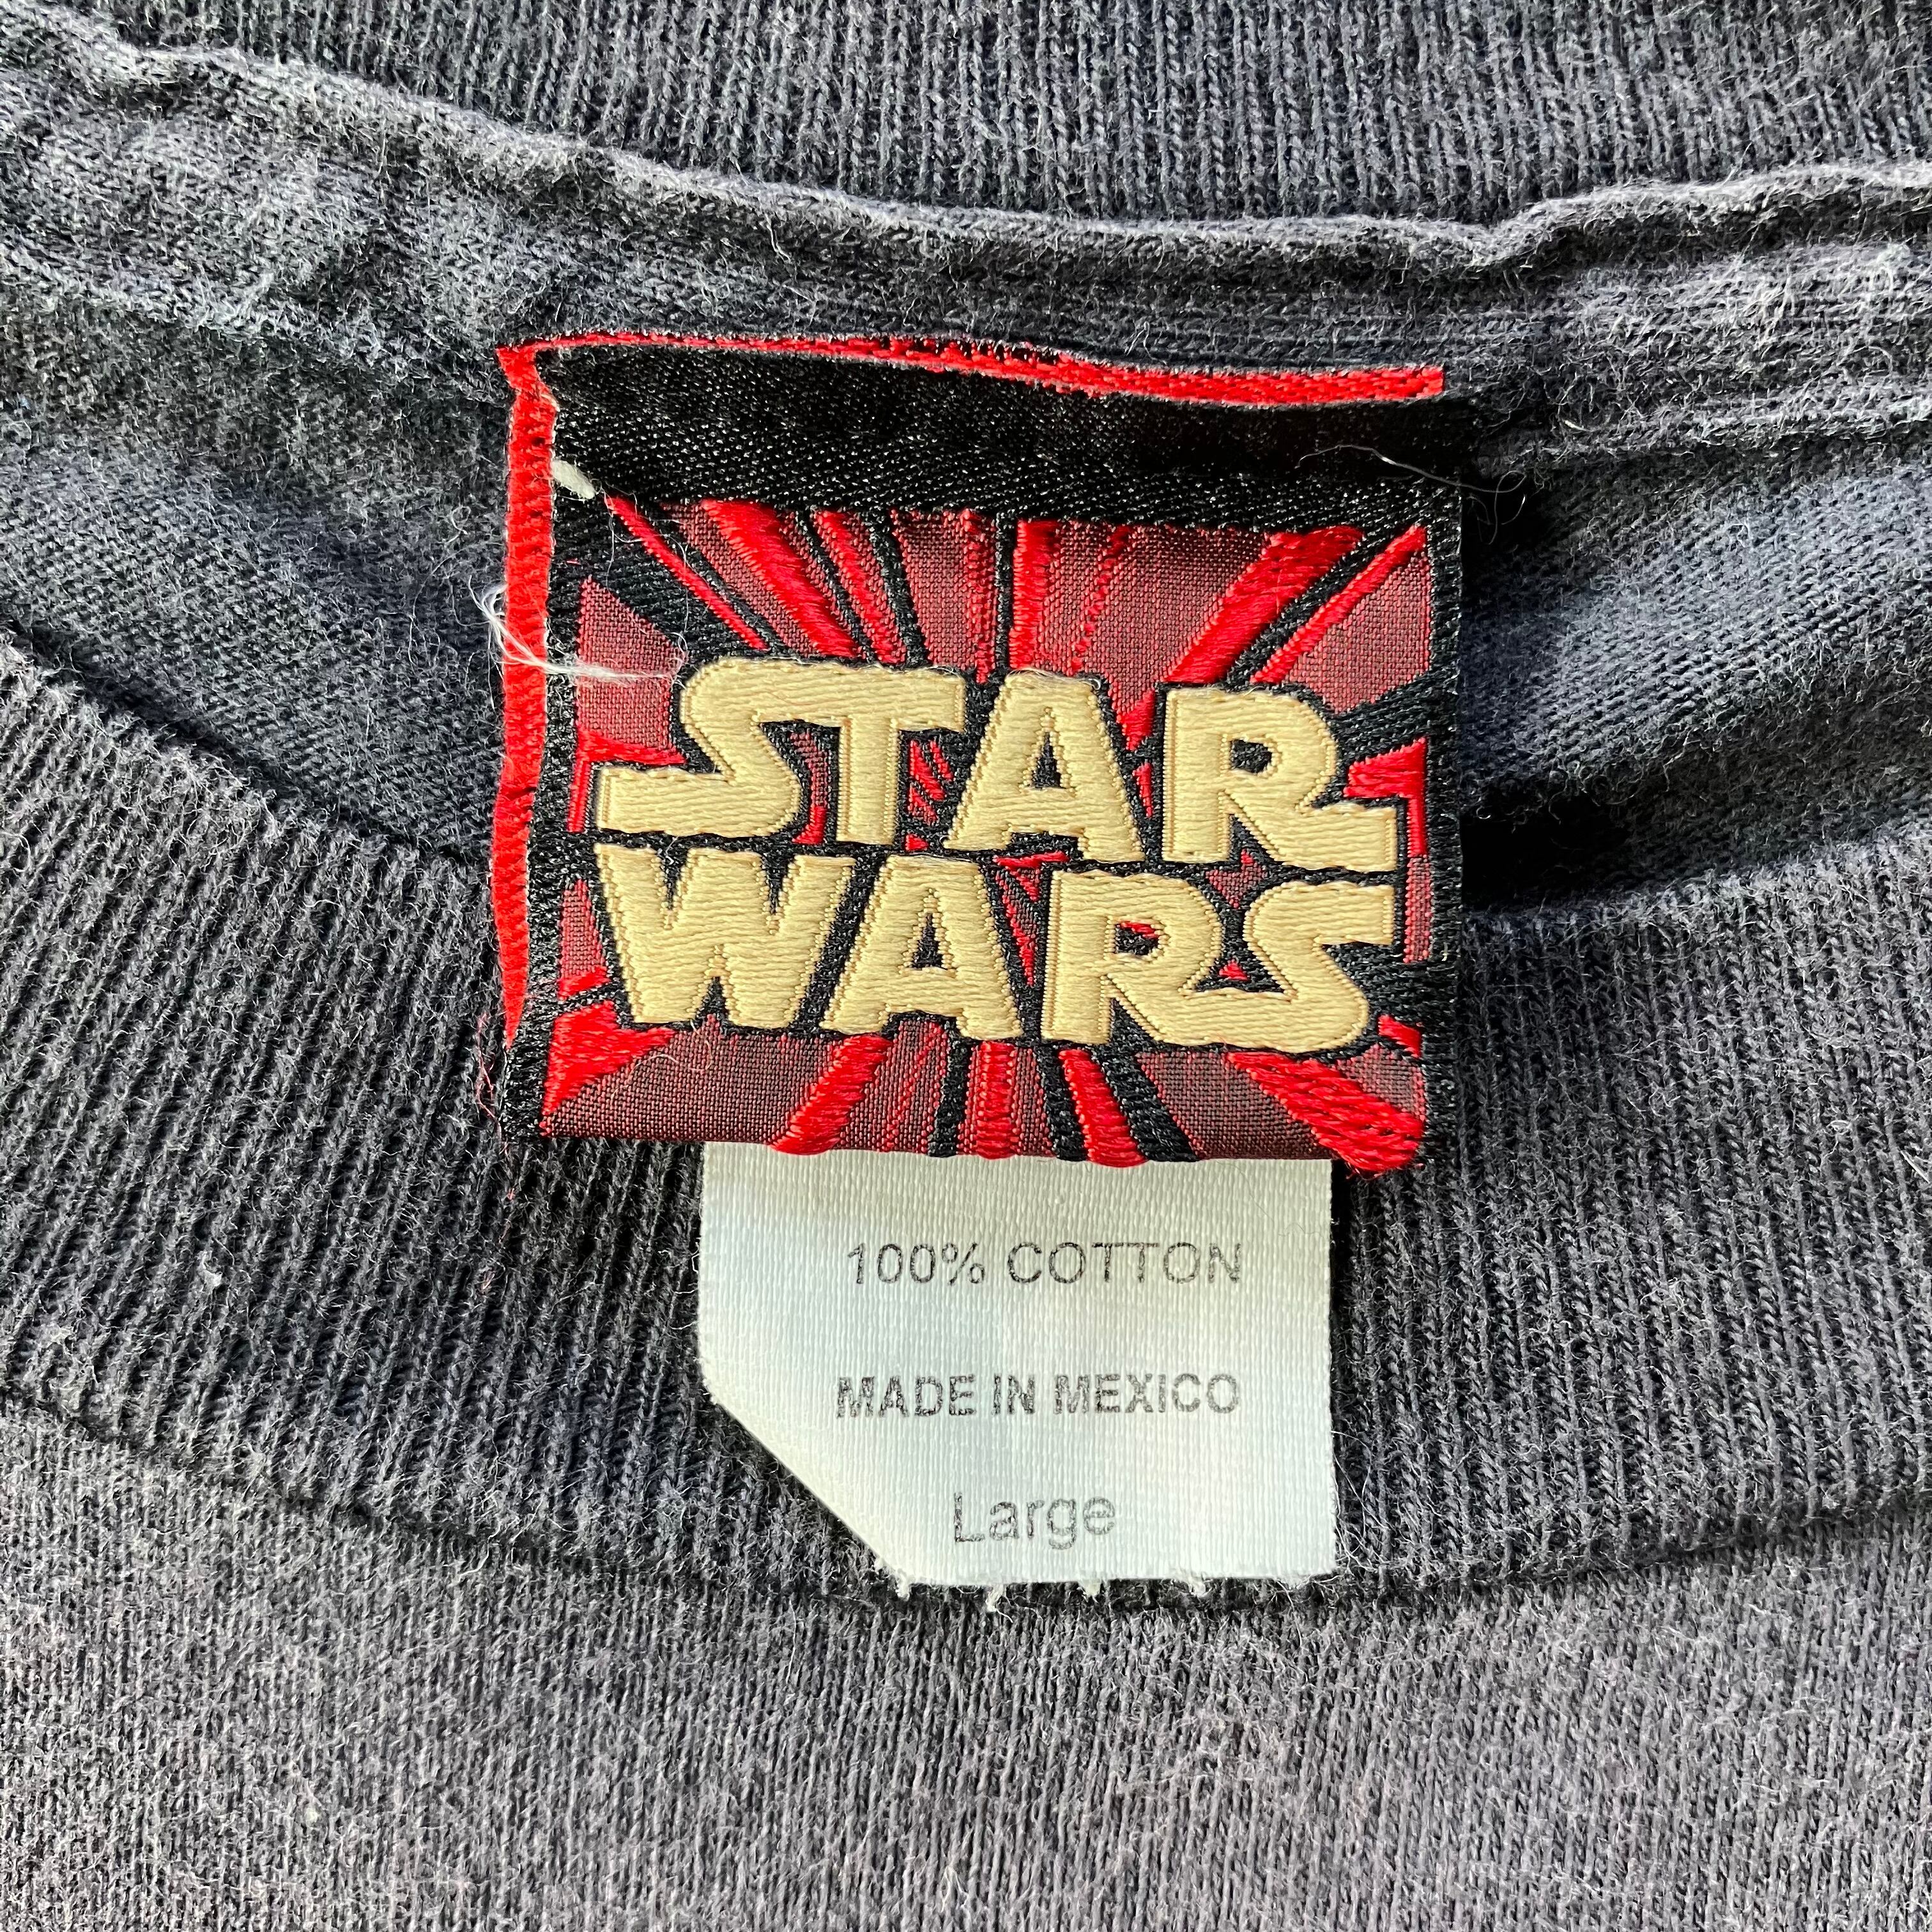 STAR
WARS
100% COTTON
MADE IN MEXICO
Large